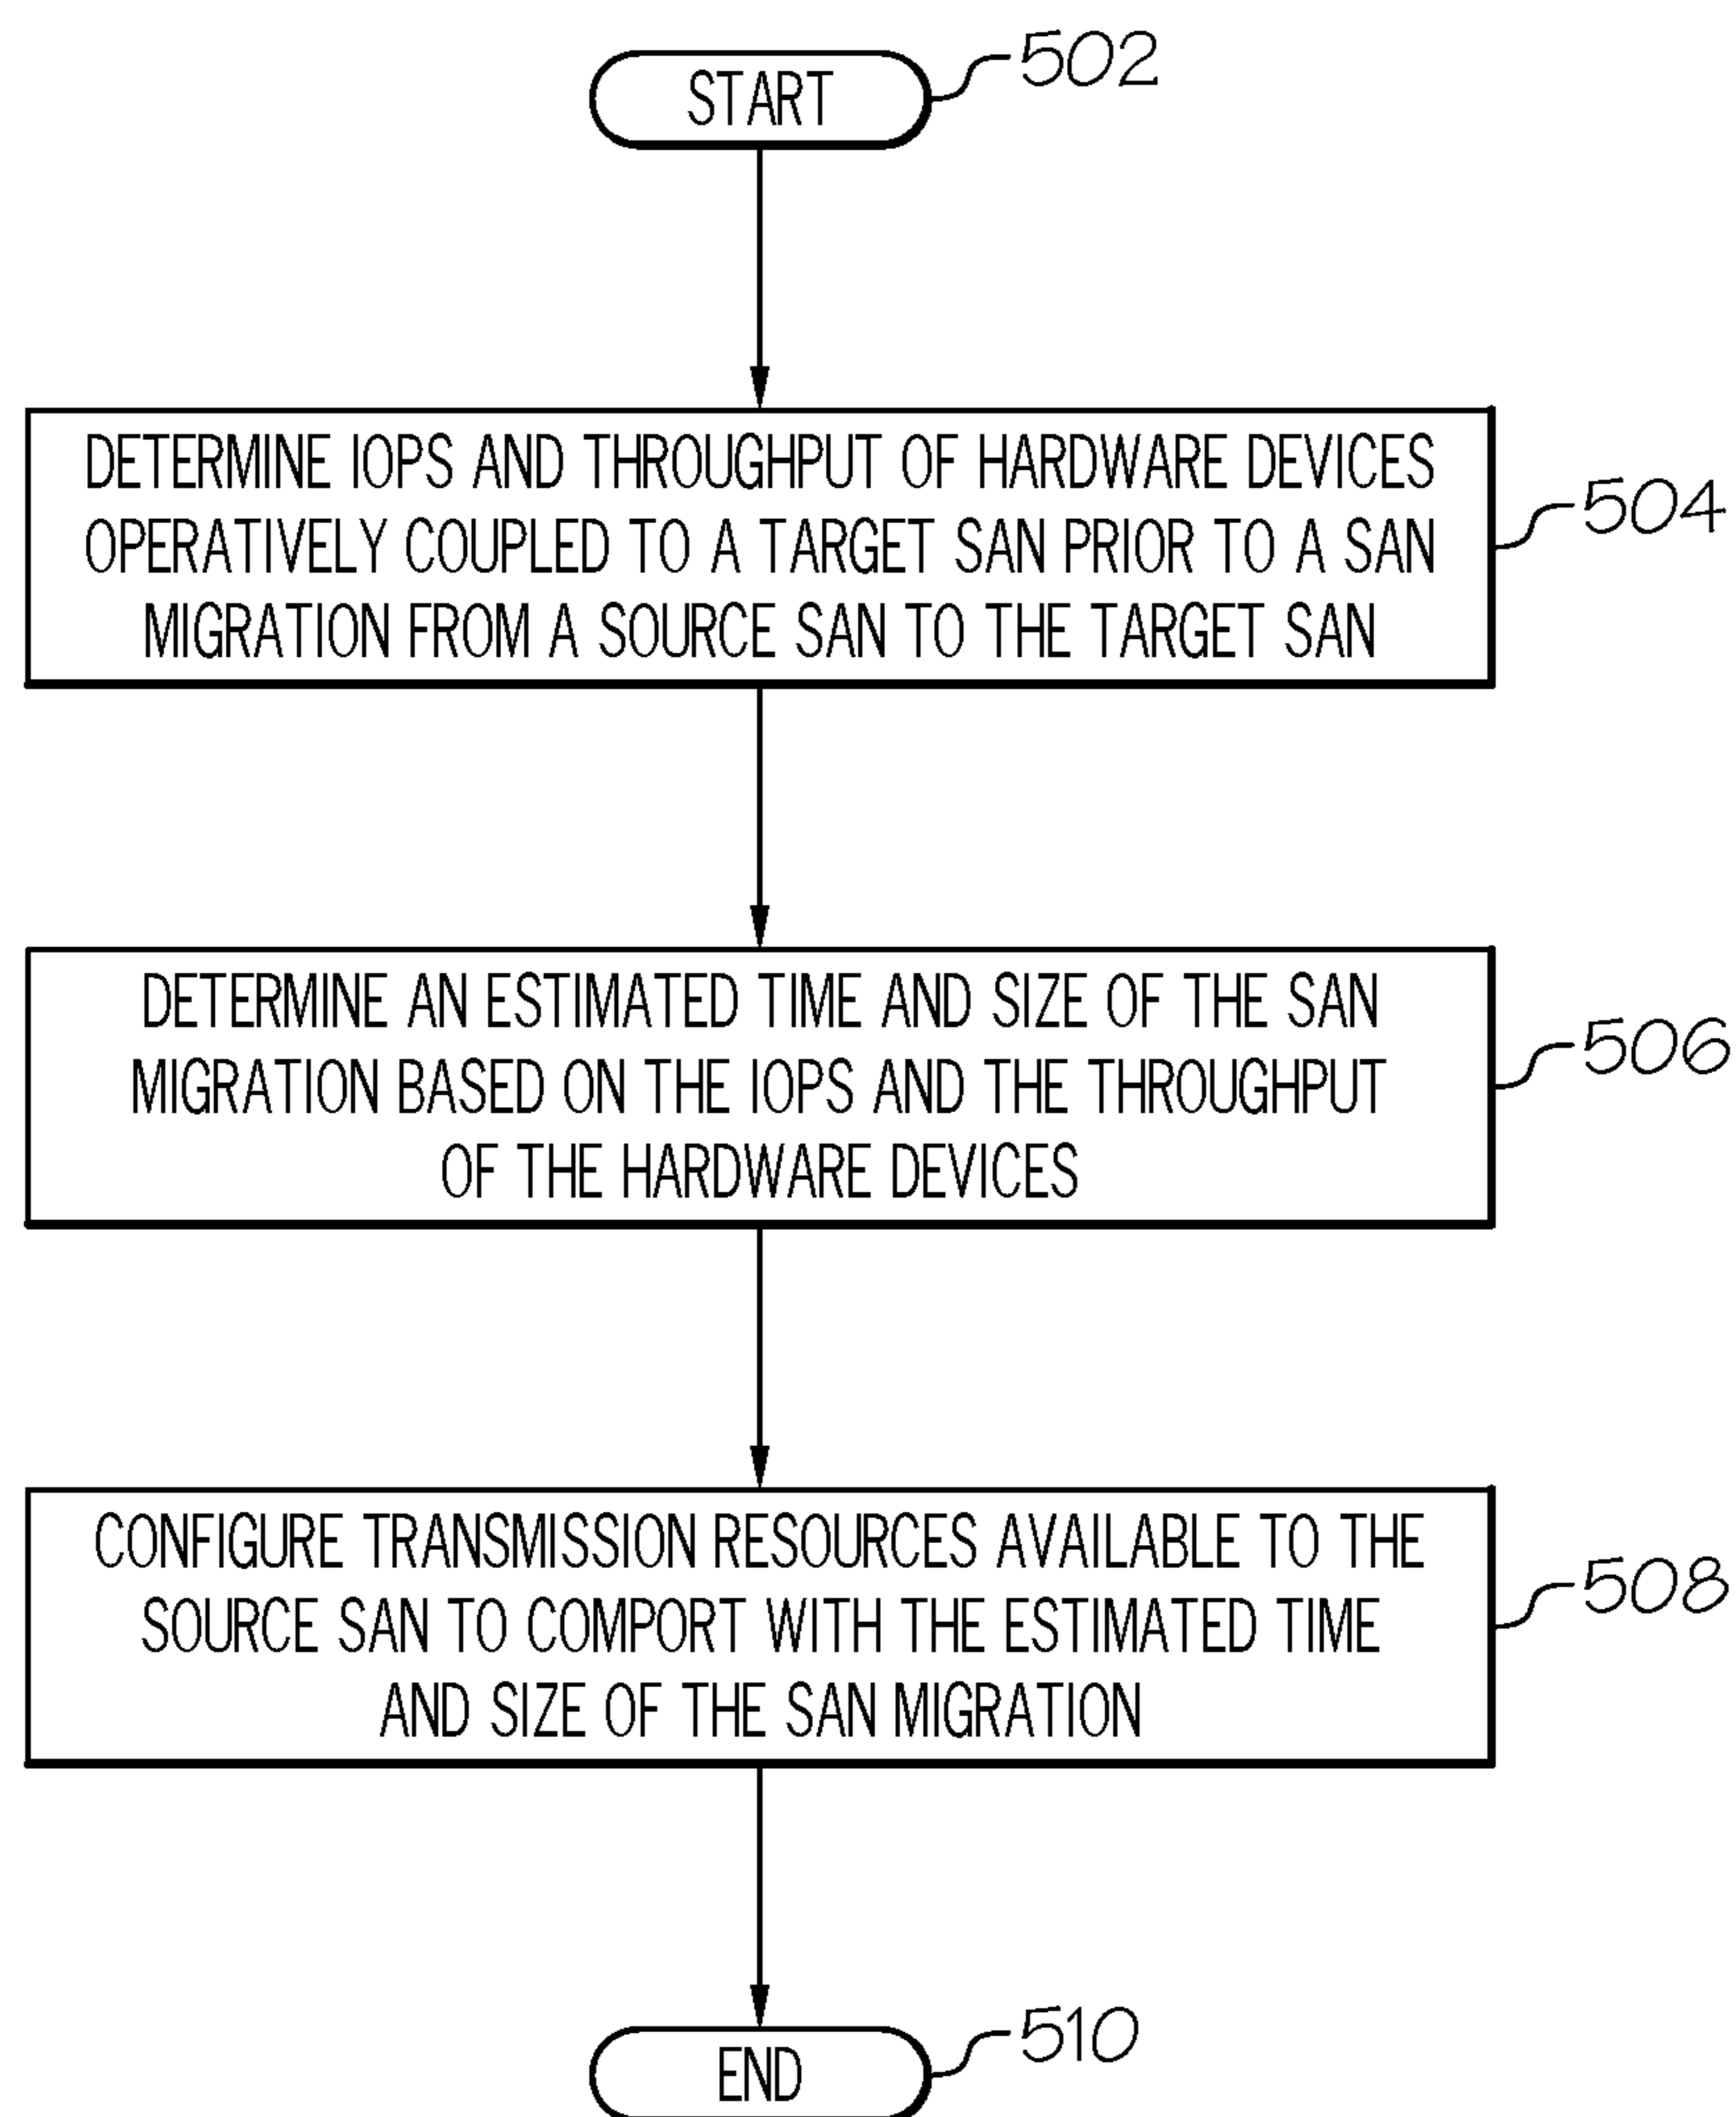 START
502
DETERMINE IOPS AND THROUGHPUT OF HARDWARE DEVICES
OPERATIVELY COUPLED TO A TARGET SAN PRIOR TO A SAN
MIGRATION FROM A SOURCE SAN TO THE TARGET SAN
504
DETERMINE AN ESTIMATED TIME AND SIZE OF THE SAN
MIGRATION BASED ON THE IOPS AND THE THROUGHPUT
OF THE HARDWARE DEVICES
506
CONFIGURE TRANSMISSION RESOURCES AVAILABLE TO THE
SOURCE SAN TO COMPORT WITH THE ESTIMATED TIME
AND SIZE OF THE SAN MIGRATION
508
END
510